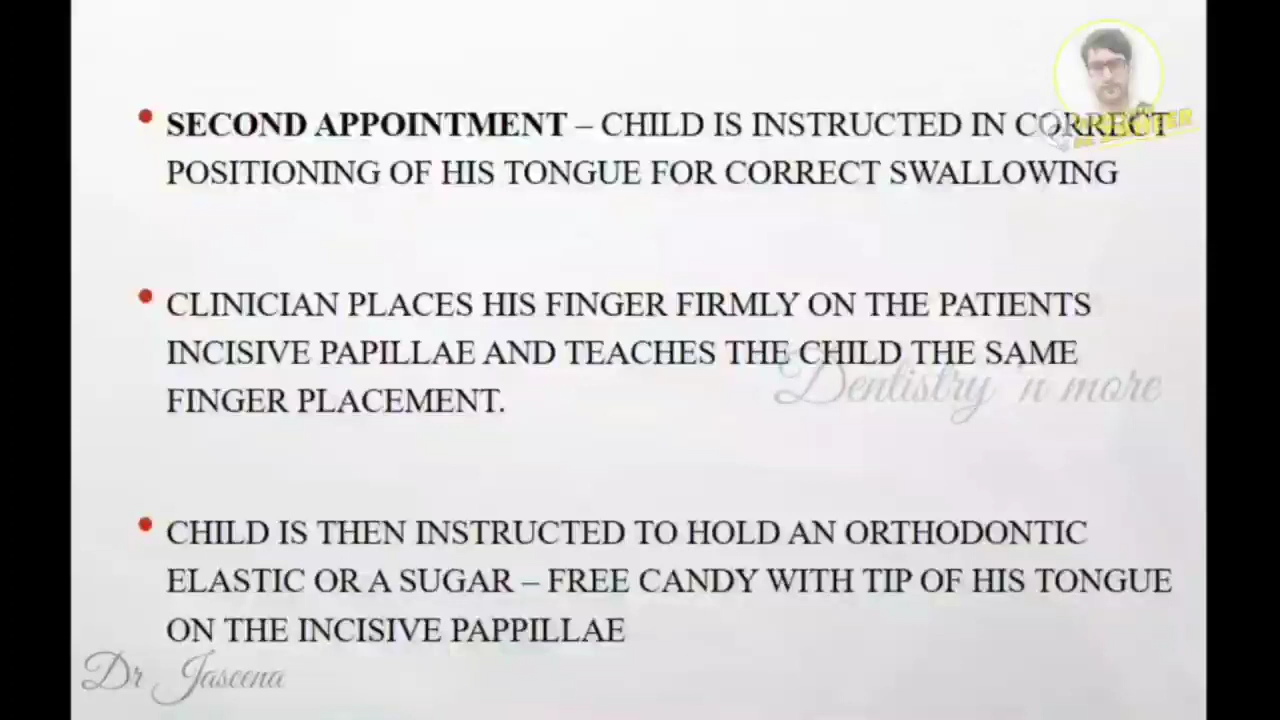 SECOND APPOINTMENT – CHILD IS INSTRUCTED IN CORRECT
POSITIONING OF HIS TONGUE FOR CORRECT SWALLOWING
CLINICIAN PLACES HIS FINGER FIRMLY ON THE PATIENTS
INCISIVE PAPILLAE AND TEACHES THE CHILD THE SAME
FINGER PLACEMENT.
Dentistry 'n more
CHILD IS THEN INSTRUCTED TO HOLD AN ORTHODONTIC
ELASTIC OR A SUGAR – FREE CANDY WITH TIP OF HIS TONGUE
ON THE INCISIVE PAPPILLAE
Dr Jaseena